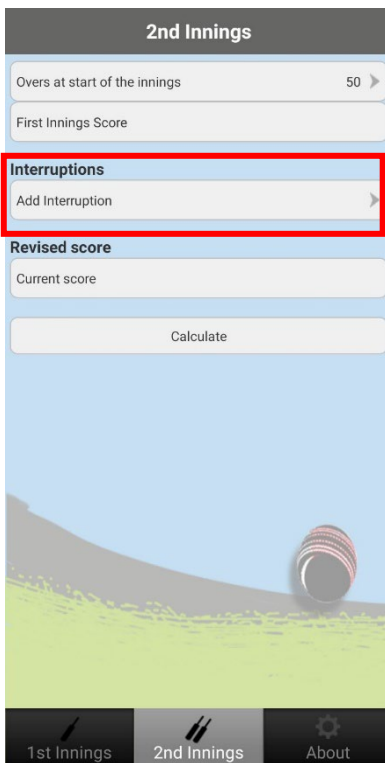 2nd Innings
Overs at start of the innings 50
First Innings Score
Interruptions
Add Interruption
Revised score
Current score
Calculate
1st Innings 2nd Innings About